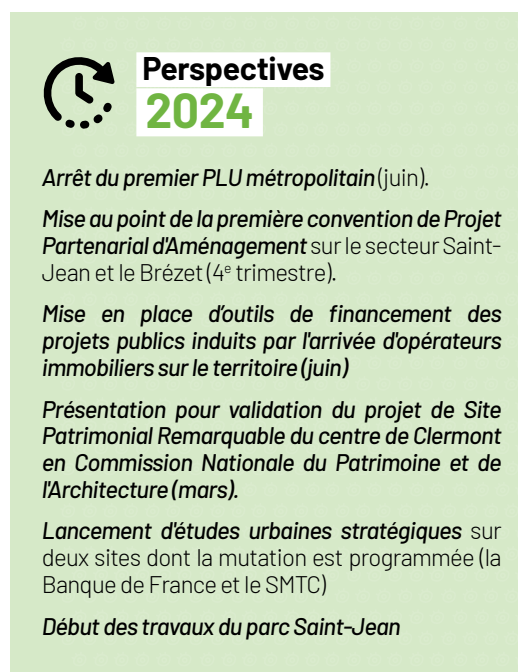 Perspectives
2024
Arrêt du premier PLU métropolitain (juin).
Mise au point de la première convention de Projet
Partenarial d'Aménagement sur le secteur Saint-
Jean et le Brézet (4e trimestre).
Mise en place d’outils de financement des
projets publics induits par l'arrivée d'opérateurs
immobiliers sur le territoire (juin)
Présentation pour validation du projet de Site
Patrimonial Remarquable du centre de Clermont
en Commission Nationale du Patrimoine et de
l'Architecture (mars).
Lancement d'études urbaines stratégiques sur
deux sites dont la mutation est programmée (la
Banque de France et le SMTC)
Début des travaux du parc Saint-Jean